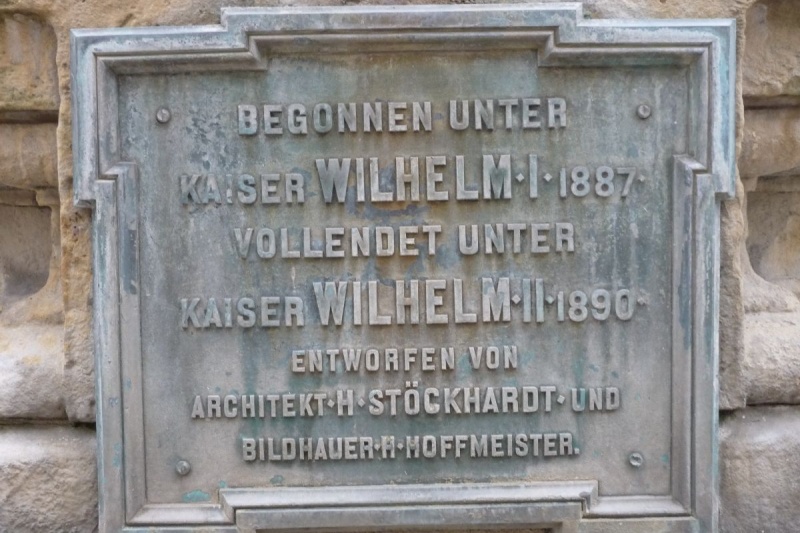 BEGONNEN UNTER
KAISER WILHELM·I·1887·
VOLLENDET UNTER
KAISER WILHELM·II·1890·
ENTWORFEN VON
ARCHITEKT·H·STÖCKHARDT·UND
BILDHAUER·R·HOFFMEISTER.